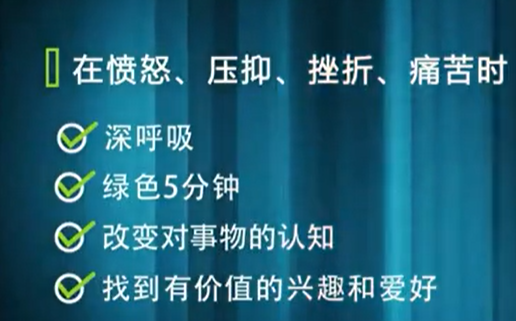 在愤怒、压抑、挫折、痛苦时
深呼吸
绿色5分钟
改变对事物的认知
找到有价值的兴趣和爱好